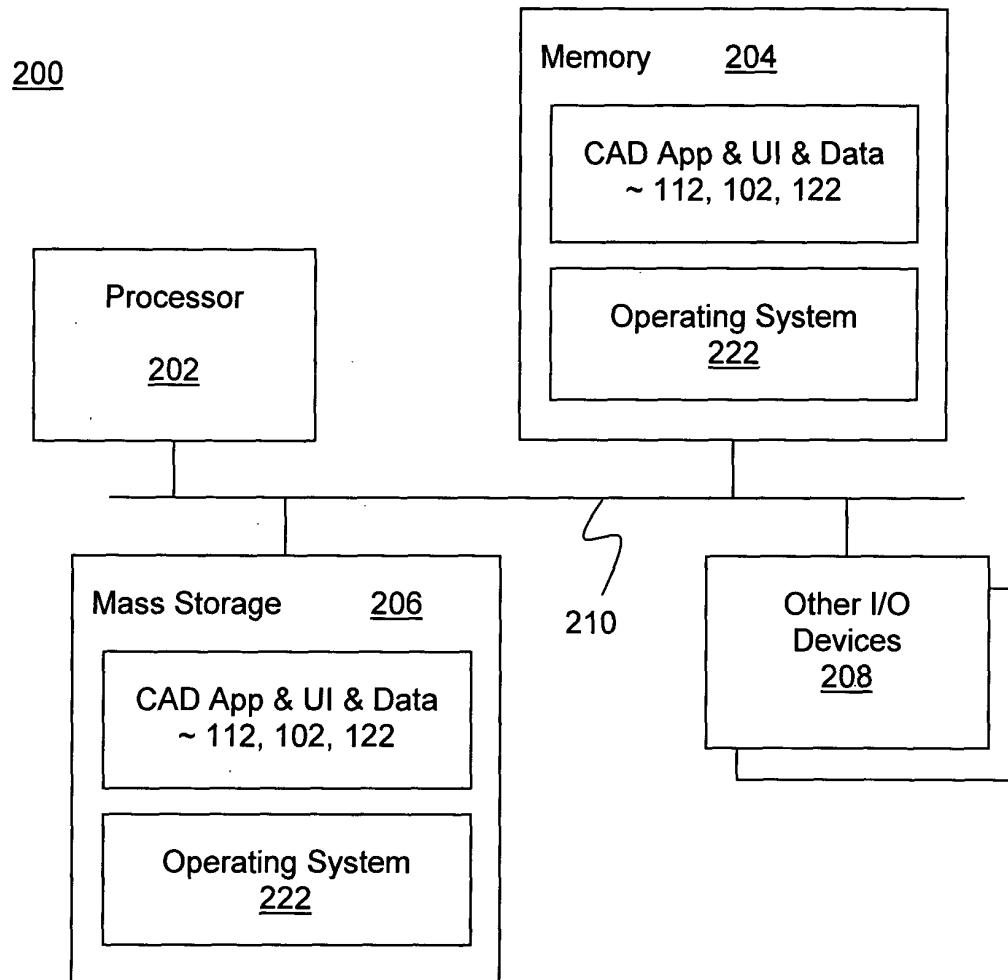 200
Memory 204
CAD App & UI & Data
~ 112, 102, 122
Operating System
222
Processor
202
210
Mass Storage 206
CAD App & UI & Data
~ 112, 102, 122
Operating System
222
Other I/O
Devices
208